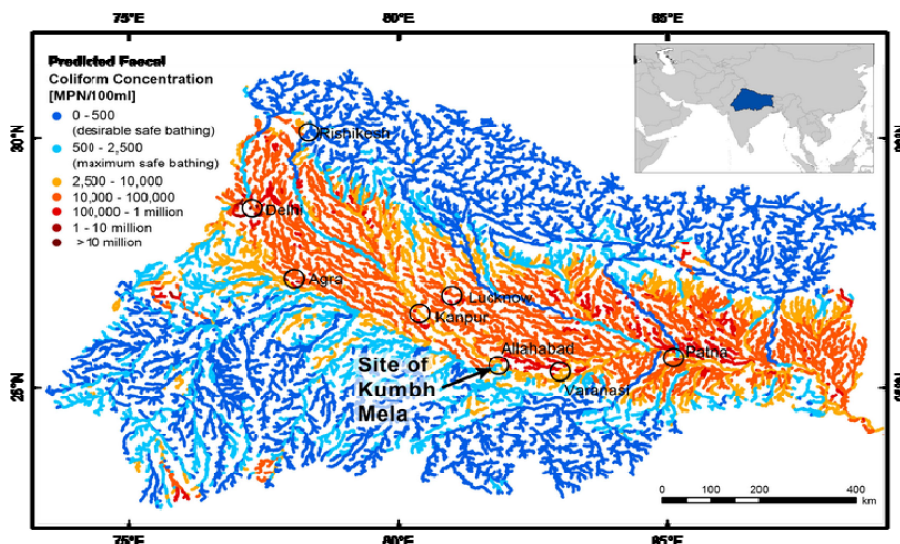 75°E 80°E 85°E
Predicted Faecal
Coliform Concentration
[MPN/100ml]
0 - 500
(desirable safe bathing)
500 - 2,500
(maximum safe bathing)
2,500 - 10,000
10,000 - 100,000
100,000 - 1 million
1 - 10 million
>10 million
30°N
30°N
Rishikesh
Delhi
Agra
Lucknow
Kanpur
Allahabad
Patna
Site of
Kumbh
Mela
Varanasi
25°N
25°N
0 100 200 400
km
75°E 80°E 85°E